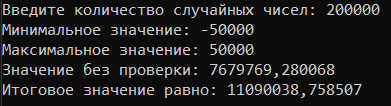 Введите количество случайных чисел: 200000
Минимальное значение: -50000
Максимальное значение: 50000
Значение без проверки: 7679769,280068
Итоговое значение равно: 11090038,758507